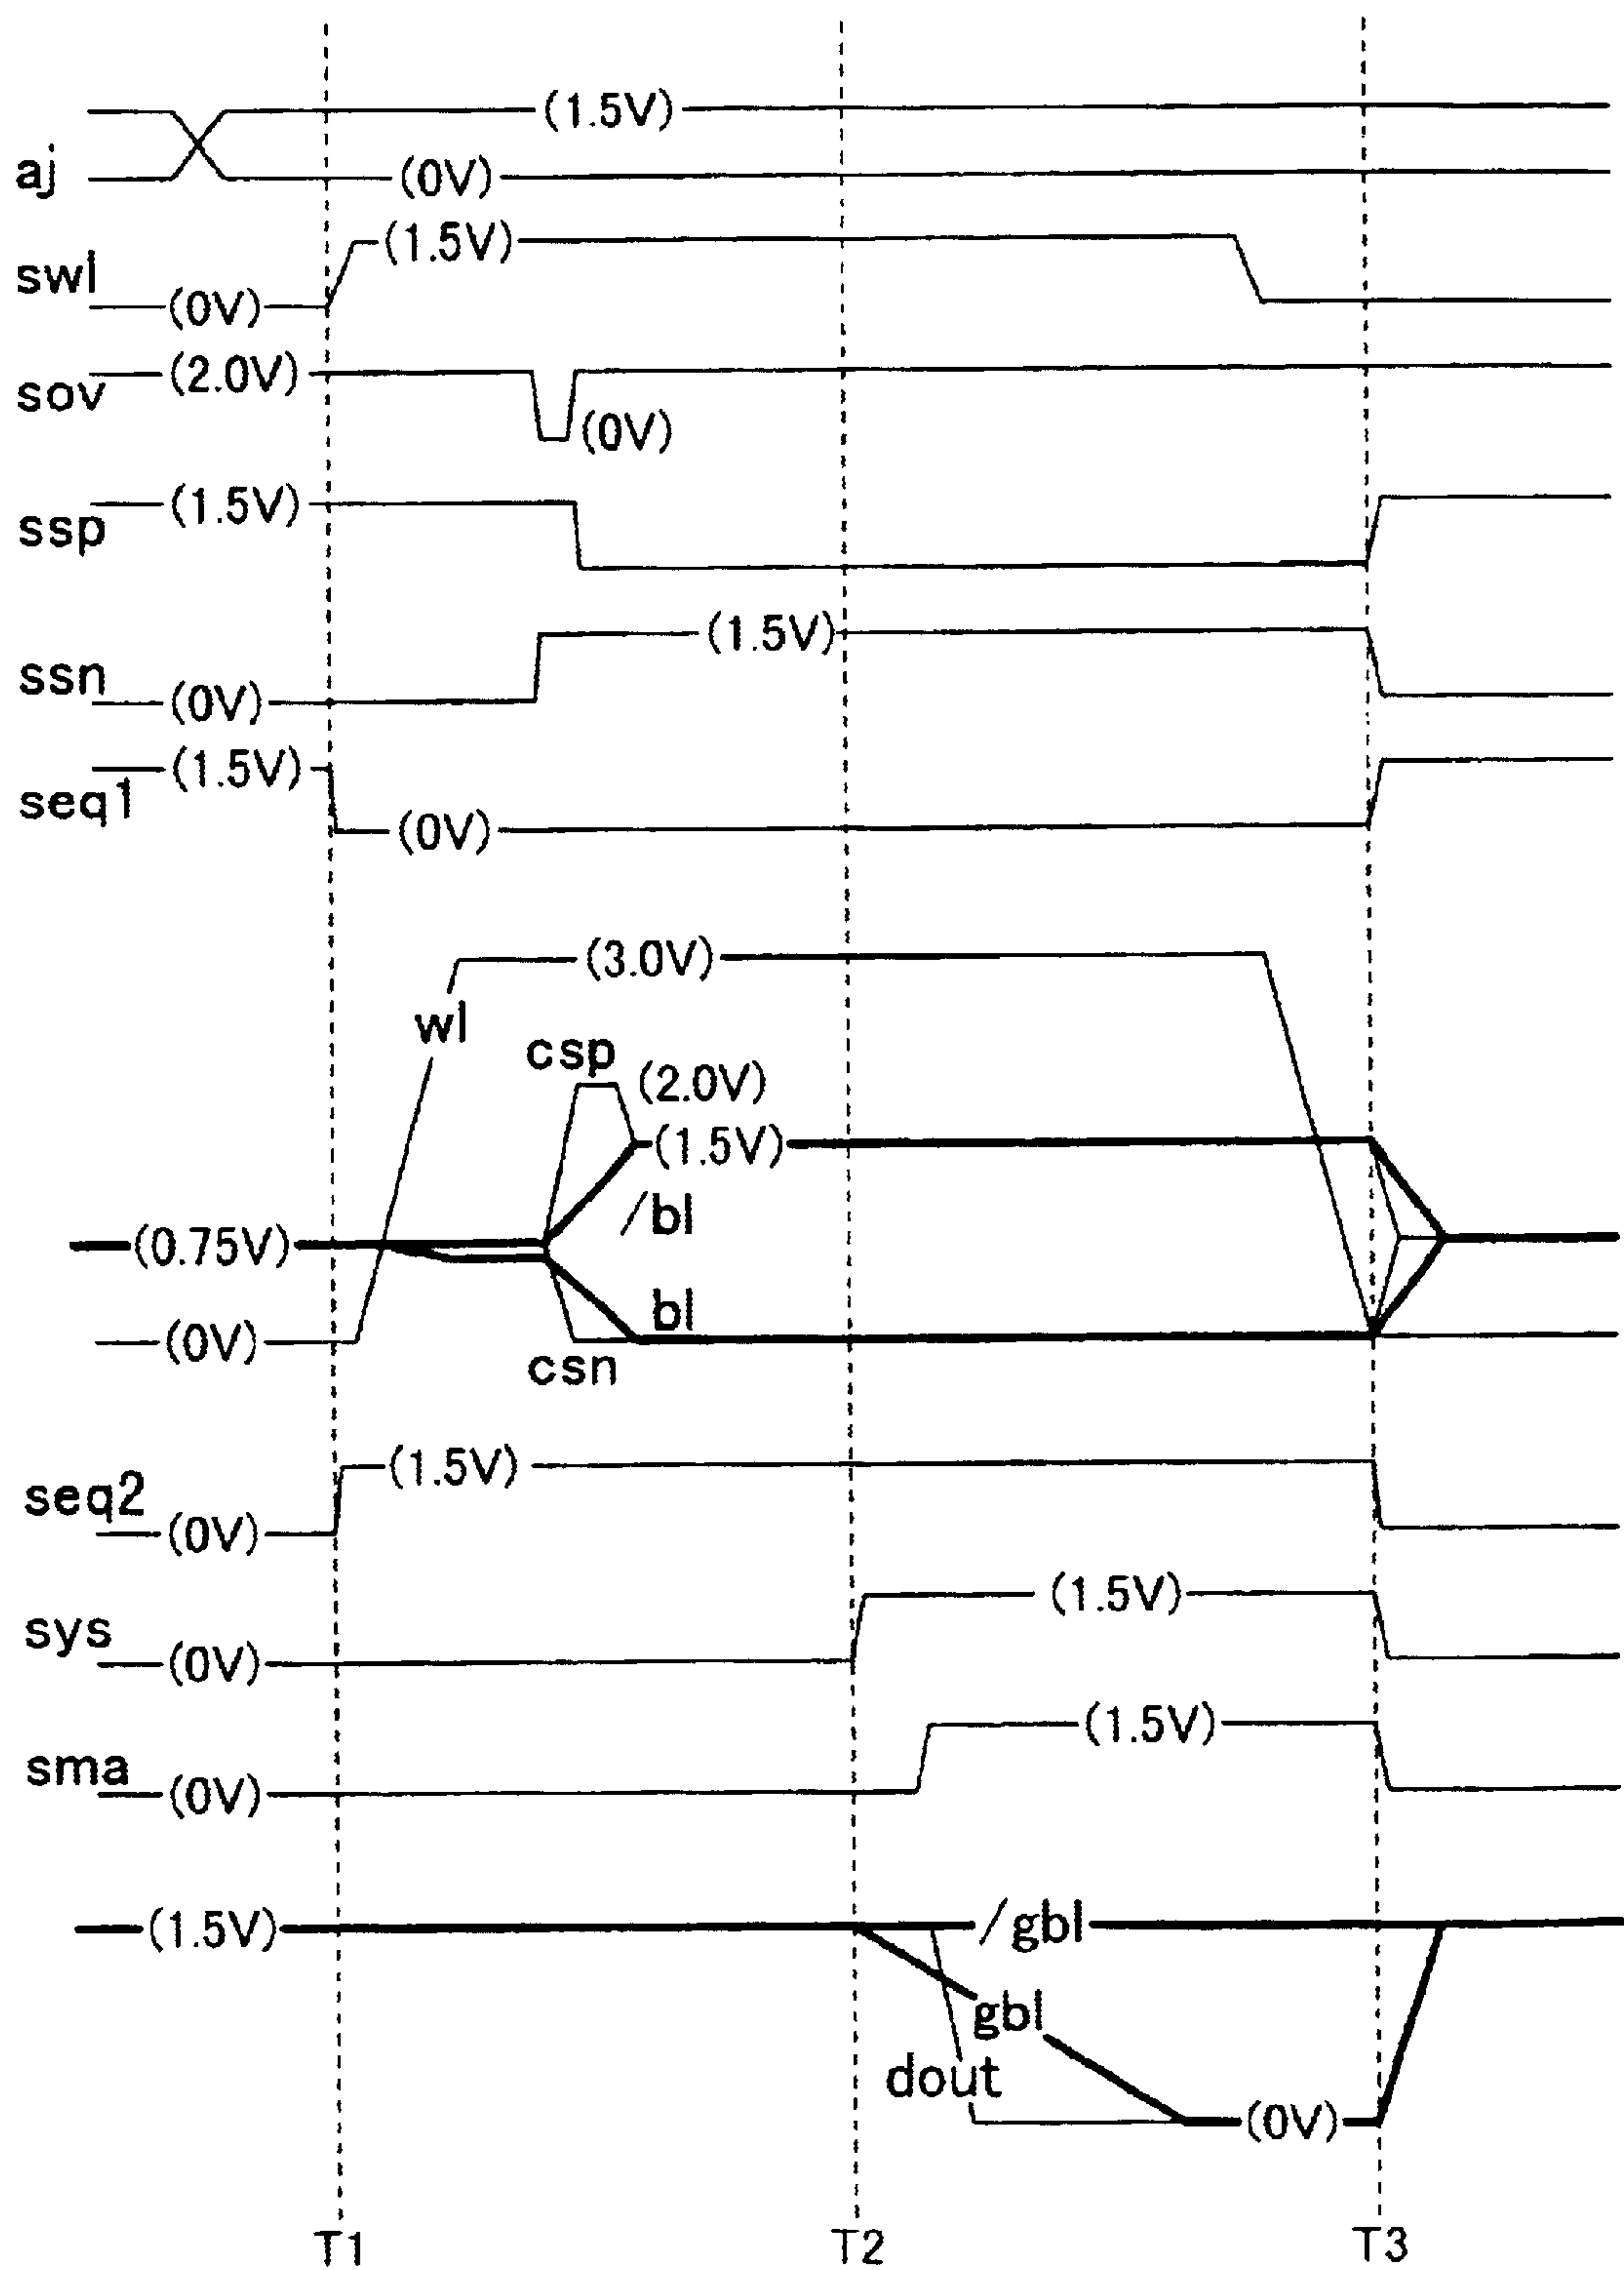 (1.5V)
aj
(0V)
(1.5V)
swl
(0V)
(2.0V)
sov
(0V)
(1.5V)
ssp
(1.5V)
ssn
(0V)
(1.5V)
seq1
(0V)
(3.0V)
wl
csp
(2.0V)
(1.5V)
/bl
(0.75V)
bl
(0V)
csn
(1.5V)
seq2
(0V)
(1.5V)
sys
(0V)
(1.5V)
sma
(0V)
(1.5V)
/gbl
gbl
dout
(0V)
T1 T2 T3